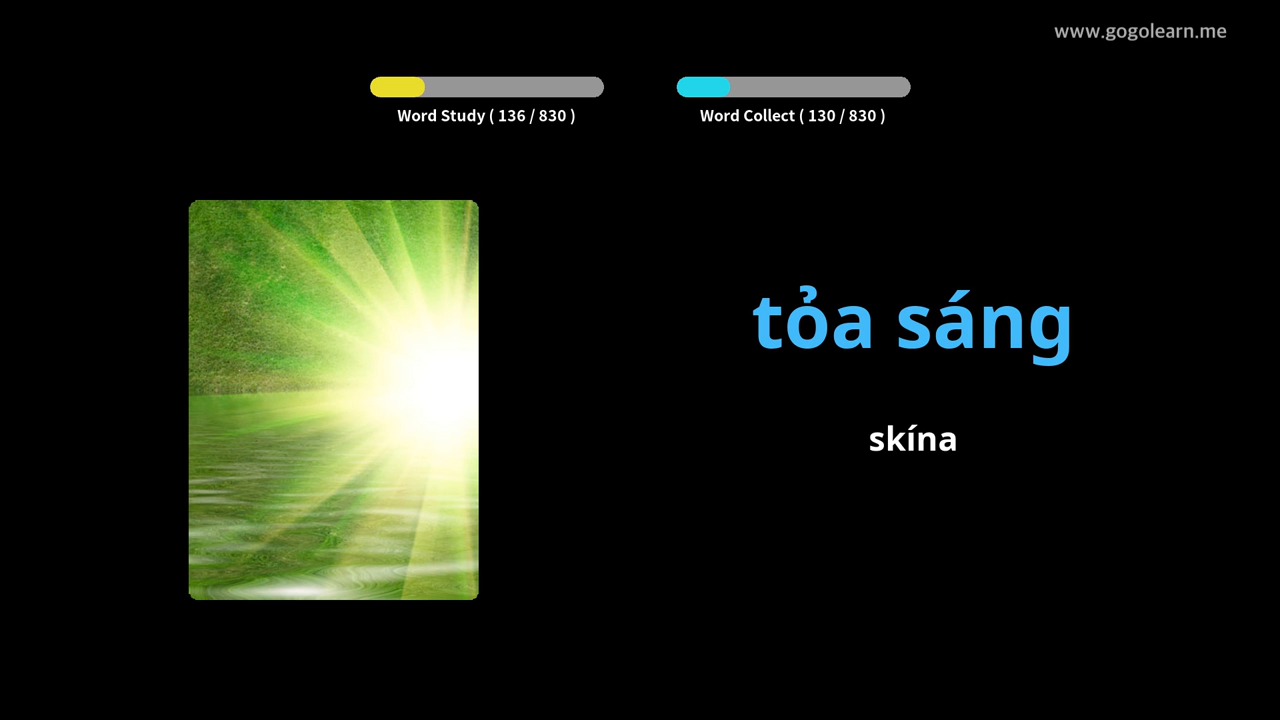 www.gogolearn.me
Word Study ( 136 / 830 )
Word Collect ( 130 / 830 )
tỏa sáng
skína